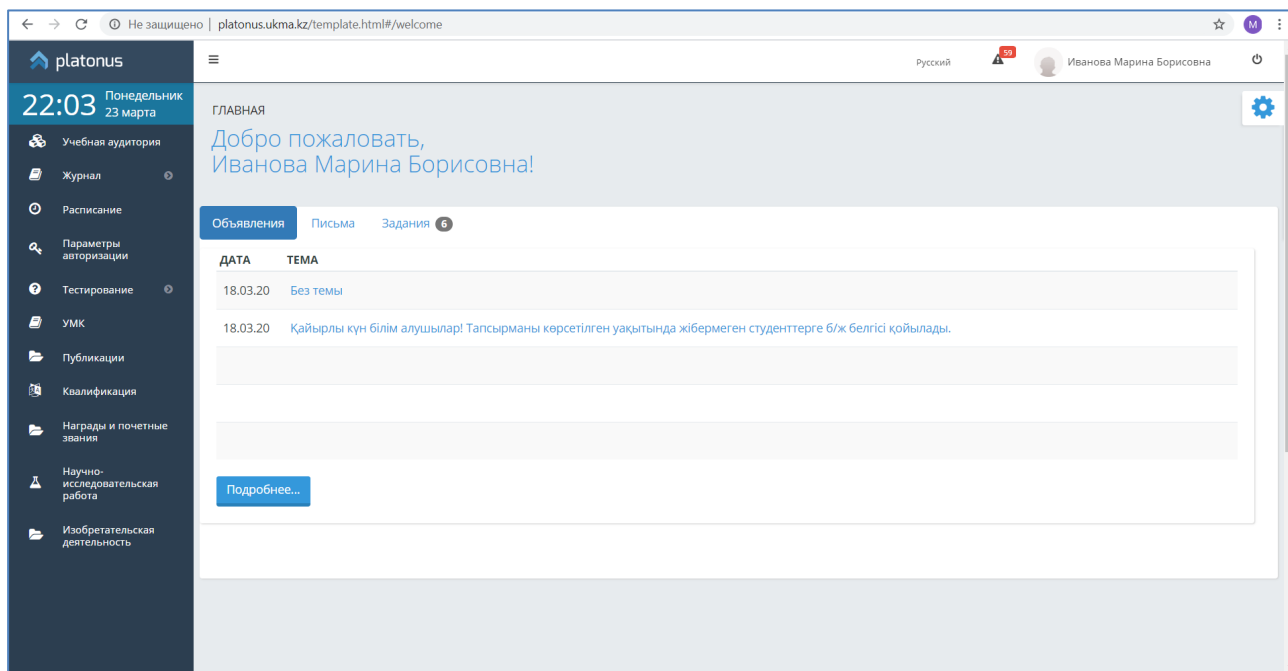 Не защищено | platonus.ukma.kz/template.html#/welcome
M
platonus
Русский
59
Иванова Марина Борисовна
22:03 Понедельник
23 марта
Учебная аудитория
Журнал
Расписание
Параметры
авторизации
Тестирование
УМК
Публикации
Квалификация
Награды и почетные
звания
Научно-
исследовательская
работа
Изобретательская
деятельность
ГЛАВНАЯ
Добро пожаловать,
Иванова Марина Борисовна!
Объявления Письма Задания 6
ДАТА ТЕМА
18.03.20 Без темы
18.03.20 Қайырлы күн білім алушылар! Тапсырманы көрсетілген уақытында жібермеген студенттерге б/ж белгісі қойылады.
Подробнее...